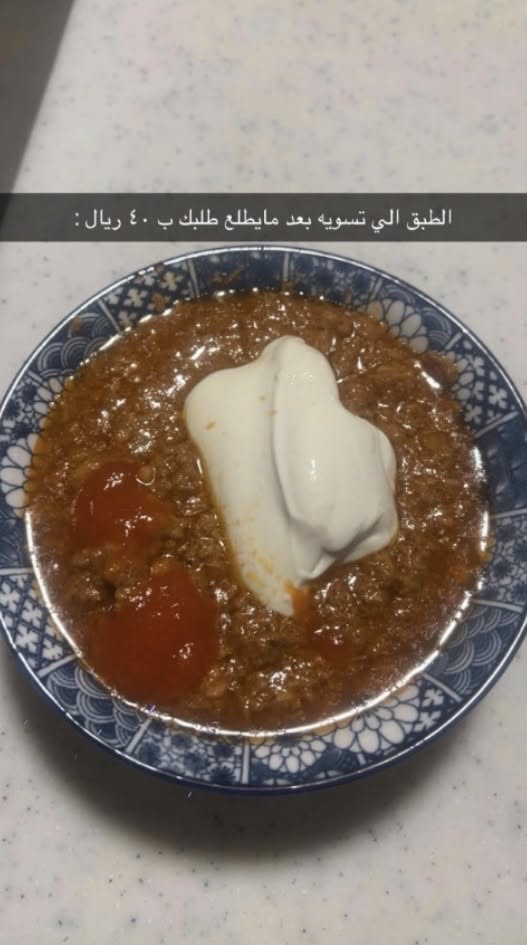 الطبق الي تسويه بعد مايطلع طلبك ب ٤٠ ريال :